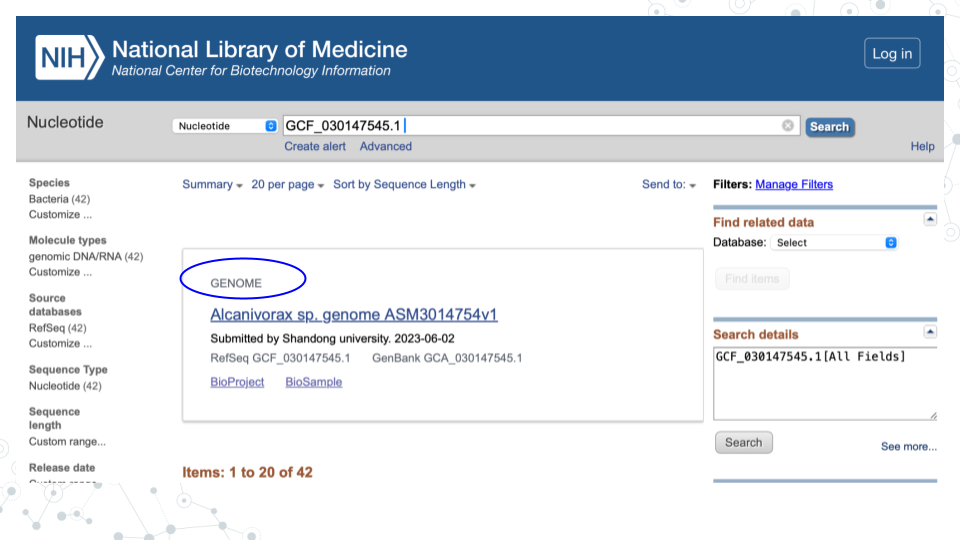 NIH
National Library of Medicine
National Center for Biotechnology Information
Log in
Nucleotide
Nucleotide
GCF_030147545.1
Search
Create alert Advanced
Help
Species
Bacteria (42)
Customize ...
Molecule types
genomic DNA/RNA (42)
Customize ...
Source
databases
RefSeq (42)
Customize ...
Sequence Type
Nucleotide (42)
Sequence
length
Custom range...
Release date
Summary 20 per page Sort by Sequence Length Send to:
GENOME
Alcanivorax sp. genome ASM3014754v1
Submitted by Shandong university. 2023-06-02
RefSeq GCF_030147545.1 GenBank GCA_030147545.1
BioProject BioSample
Items: 1 to 20 of 42
Filters: Manage Filters
Find related data
Database: Select
Find items
Search details
GCF_030147545.1[All Fields]
Search
See more...